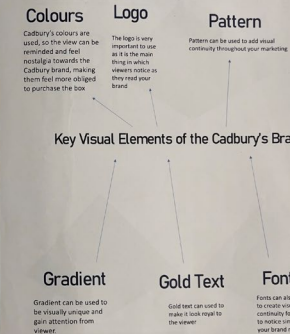 Colours
Cadbury's colours are
used, so the view can be
reminded and feel
nostalgia towards the
Cadbury brand, making
them feel more obliged
to purchase the box
Logo
The logo is very
important to use
as it is the main
thing in which
viewers notice as
they read your
brand
Pattern
Pattern can be used to add visual
continuity throughout your marketing
Key Visual Elements of the Cadbury's Bra
Gradient
Gradient can be used to
be visually unique and
gain attention from
viewer
Gold Text
Gold text can used to
make it look royal to
the viewer
Fon
Fonts can als
to create visu
continuity fo
to notice sim
your brand